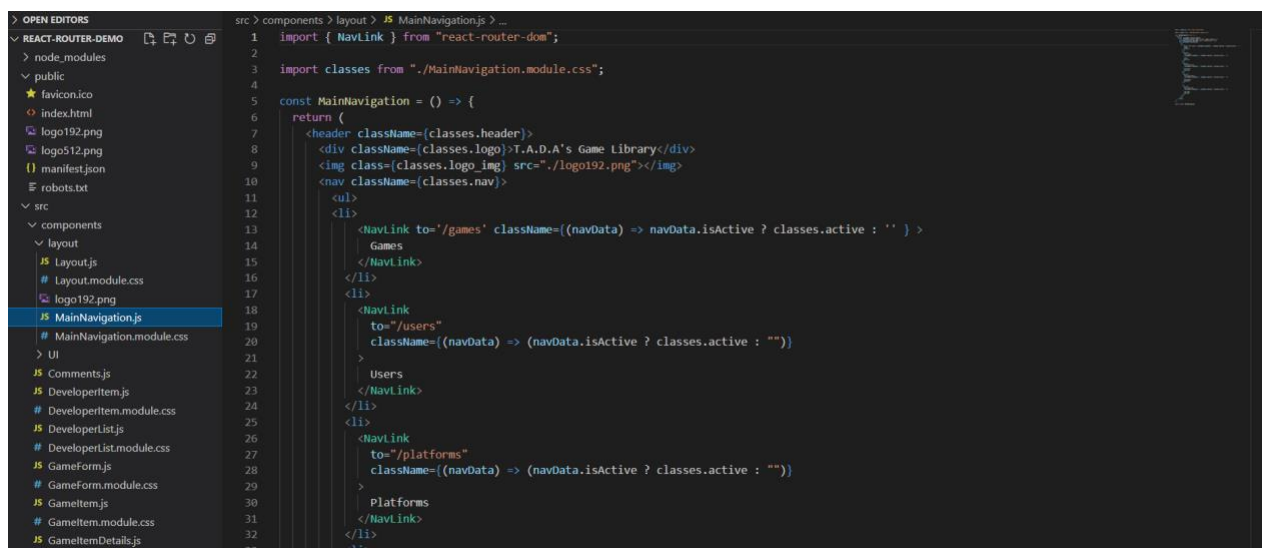 OPEN EDITORS
REACT-ROUTER-DEMO
node_modules
public
favicon.ico
index.html
logo192.png
logo512.png
manifest.json
robots.txt
src
components
layout
JS Layout.js
# Layout.module.css
logo192.png
JS MainNavigation.js
# MainNavigation.module.css
UI
JS Comments.js
JS DeveloperItem.js
# DeveloperItem.module.css
JS DeveloperList.js
# DeveloperList.module.css
JS GameForm.js
# GameForm.module.css
JS GameItem.js
# GameItem.module.css
JS GameItemDetails.js
src > components > layout > JS MainNavigation.js > ...
1 import { NavLink } from "react-router-dom";
2
3 import classes from "./MainNavigation.module.css";
4
5 const MainNavigation = () => {
6 return (
7 <header className={classes.header}>
8 <div className={classes.logo}>T.A.D.A's Game Library</div>
9 <img class={classes.logo_img} src="./logo192.png"></img>
10 <nav className={classes.nav}>
11 <ul>
12 <li>
13 <NavLink to='/games' className={(navData) => navData.isActive ? classes.active : '' } >
14 Games
15 </NavLink>
16 </li>
17 <li>
18 <NavLink
19 to="/users"
20 className={(navData) => (navData.isActive ? classes.active : "")}
21 >
22 Users
23 </NavLink>
24 </li>
25 <li>
26 <NavLink
27 to="/platforms"
28 className={(navData) => (navData.isActive ? classes.active : "")}
29 >
30 Platforms
31 </NavLink>
32 </li>